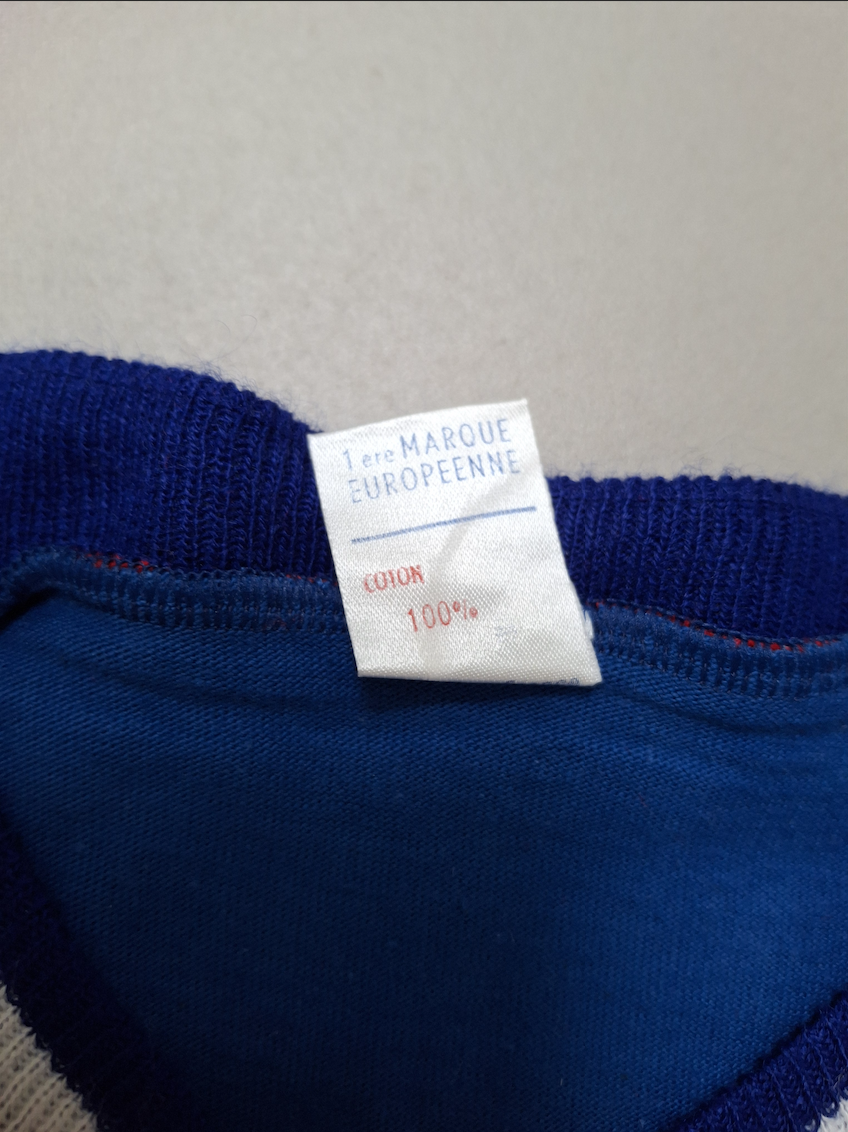 1 ere MARQUE
EUROPEENNE
COTON
100%